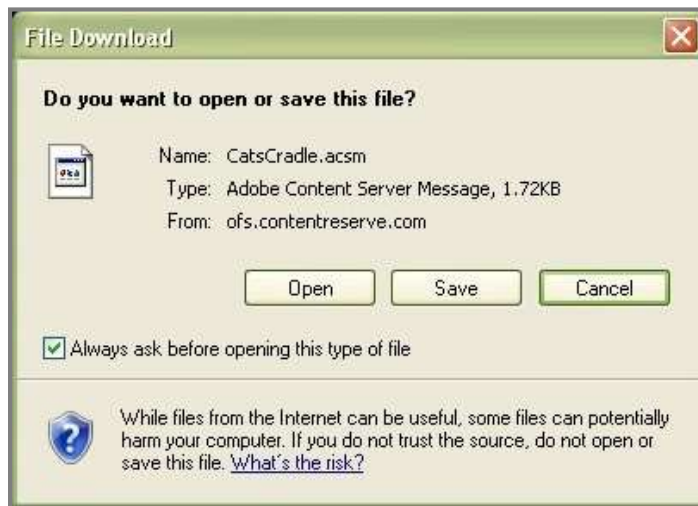 File Download
Do you want to open or save this file?
Name: CatsCradle.acsm
Type: Adobe Content Server Message, 1.72KB
From: ofs.contentreserve.com
Open Save Cancel
Always ask before opening this type of file
While files from the Internet can be useful, some files can potentially
harm your computer. If you do not trust the source, do not open or
save this file. What's the risk?